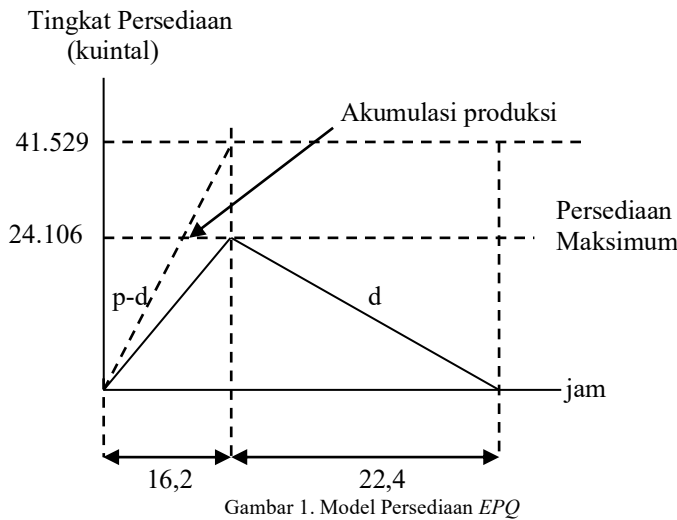 Tingkat Persediaan
(kuintal)
Akumulasi produksi
41.529
Persediaan
Maksimum
24.106
p-d
d
jam
16,2
22,4
Gambar 1. Model Persediaan EPQ